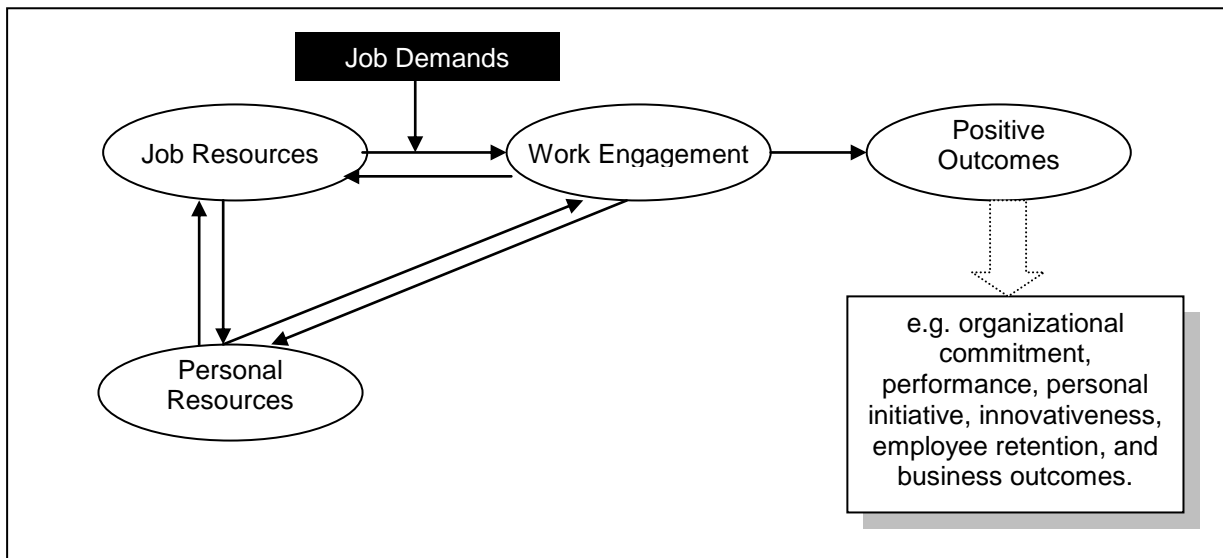 Job Demands
Job Resources
Work Engagement
Positive
Outcomes
Personal
Resources
e.g. organizational
commitment,
performance, personal
initiative, innovativeness,
employee retention, and
business outcomes.